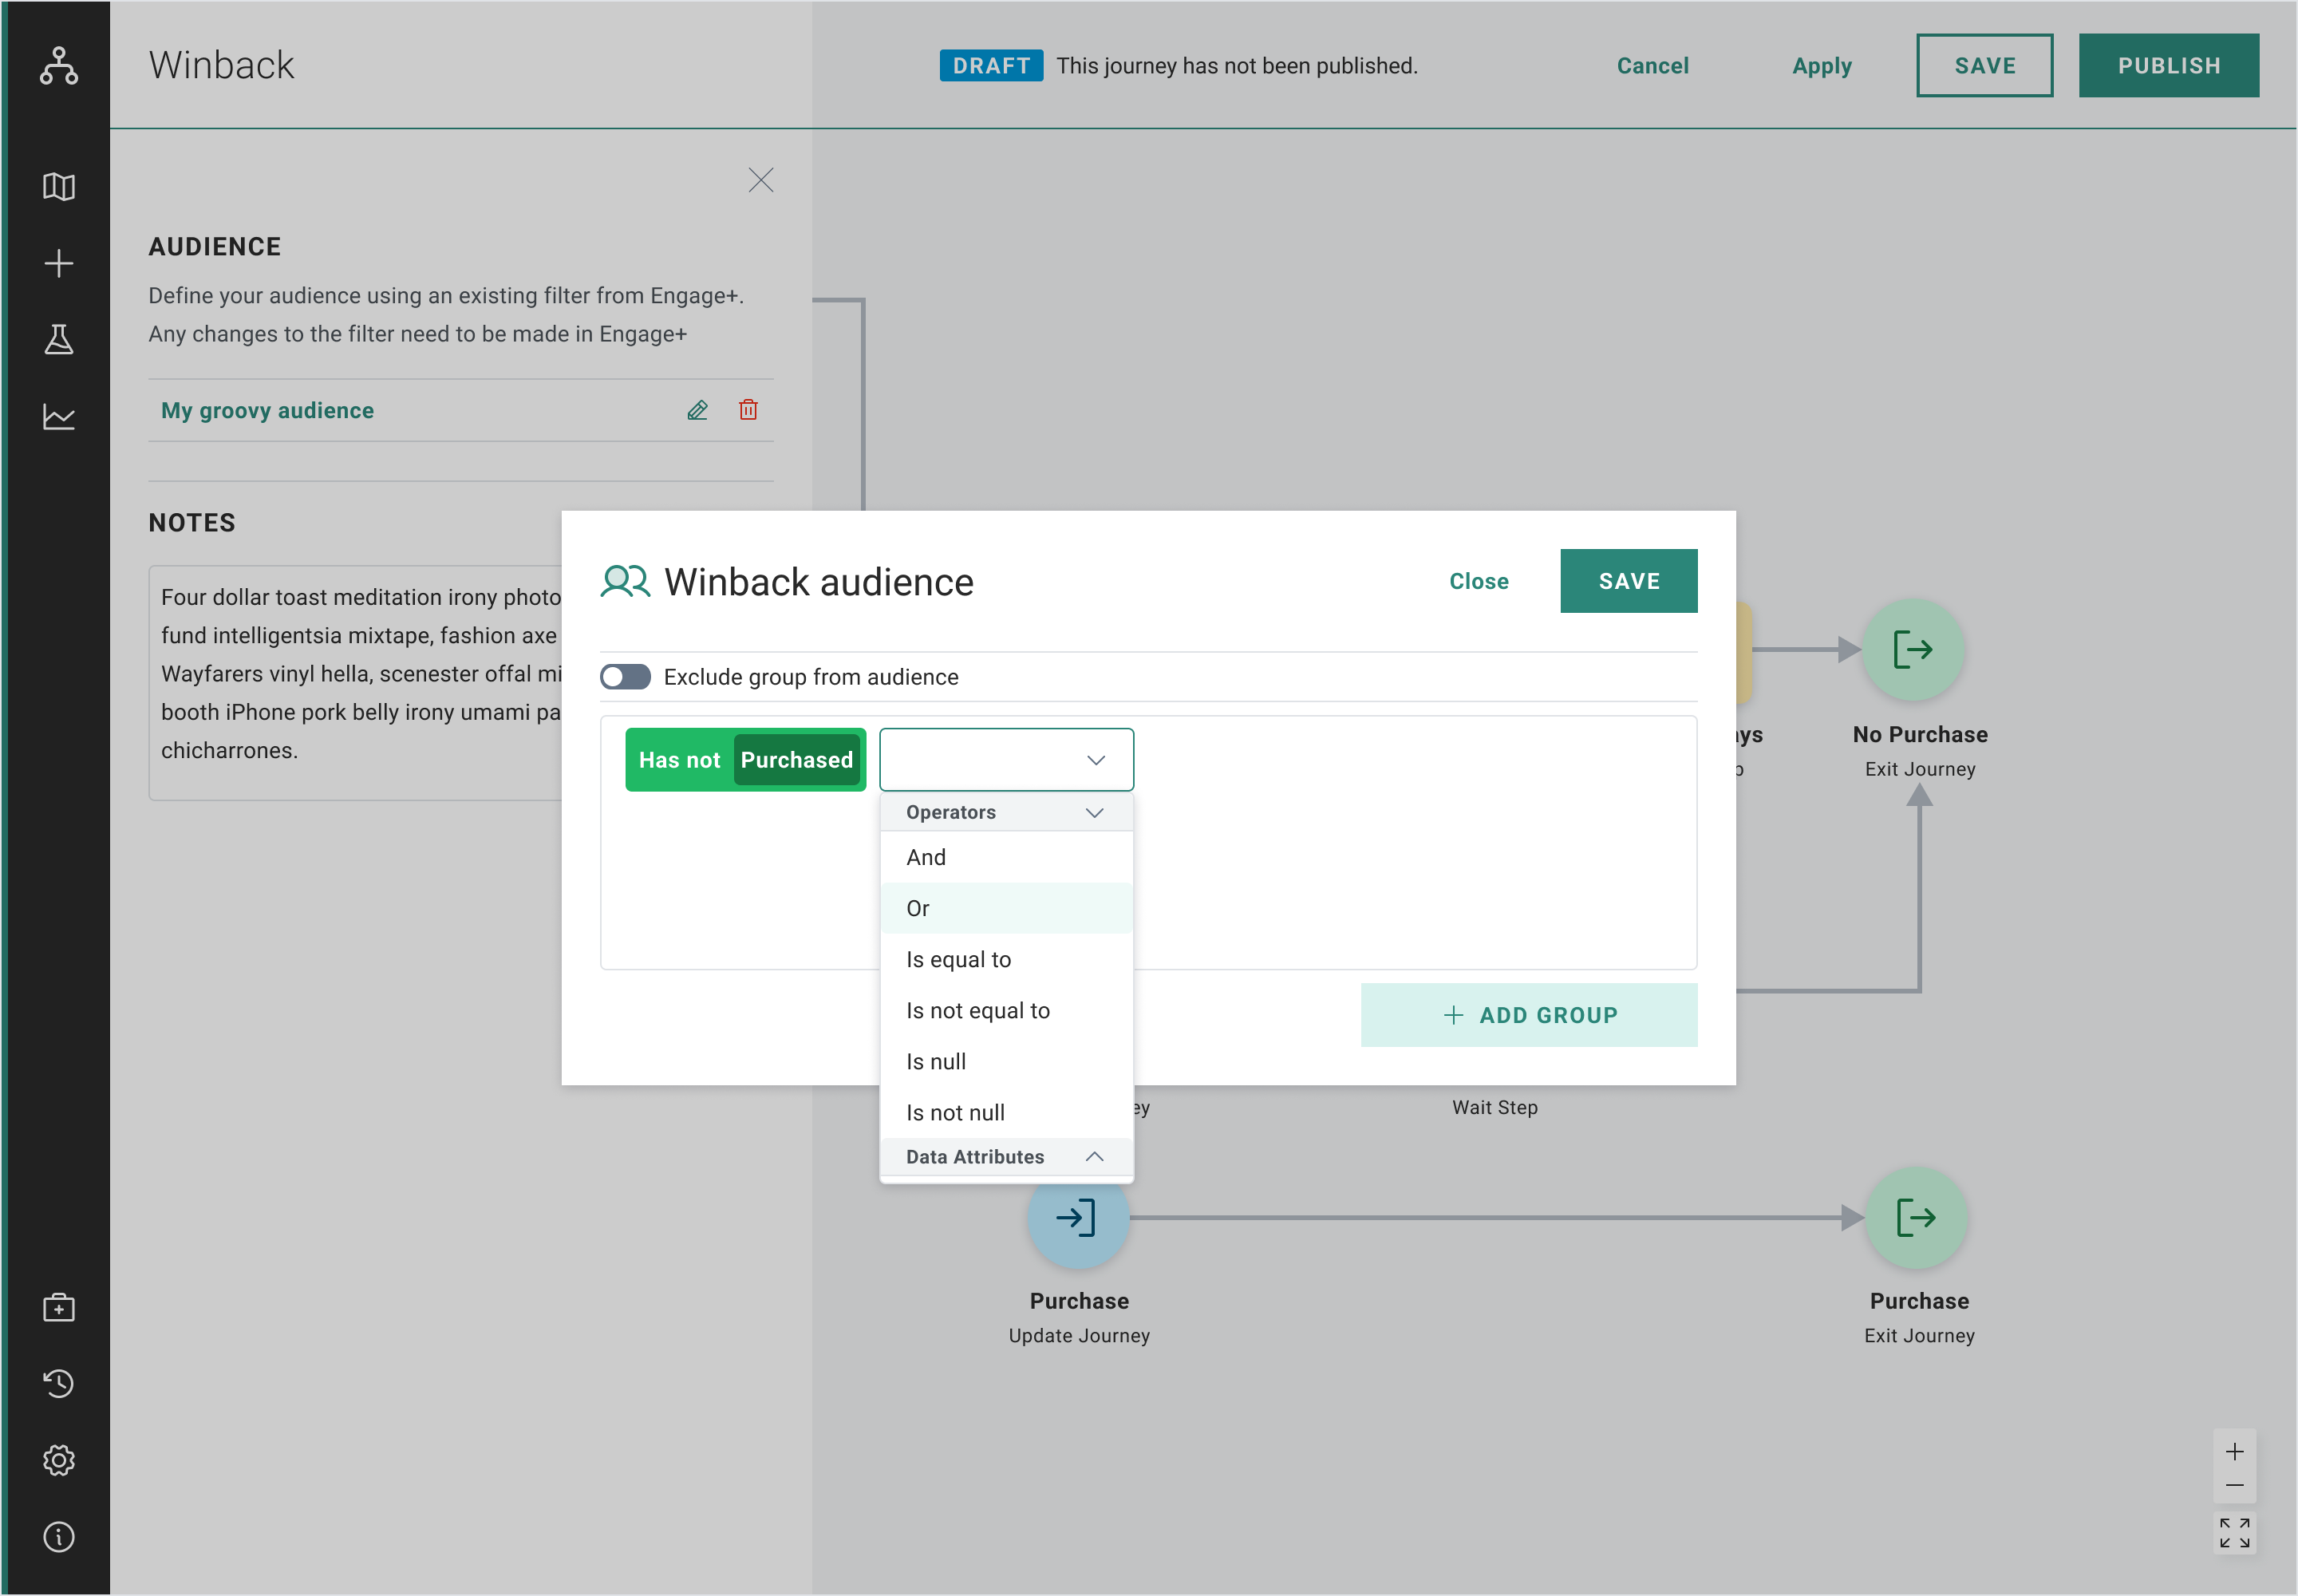 Winback
DRAFT This journey has not been published.
Cancel
Apply
SAVE
PUBLISH
AUDIENCE
Define your audience using an existing filter from Engage+.
Any changes to the filter need to be made in Engage+
My groovy audience
NOTES
Four dollar toast meditation irony photo
fund intelligentsia mixtape, fashion axe
Wayfarers vinyl hella, scenester offal mi
booth iPhone pork belly irony umami pa
chicharrones.
Winback audience
Close
SAVE
Exclude group from audience
Has not Purchased
Operators
And
Or
Is equal to
Is not equal to
Is null
Is not null
Data Attributes
ADD GROUP
No Purchase
Exit Journey
Wait Step
Purchase
Update Journey
Purchase
Exit Journey